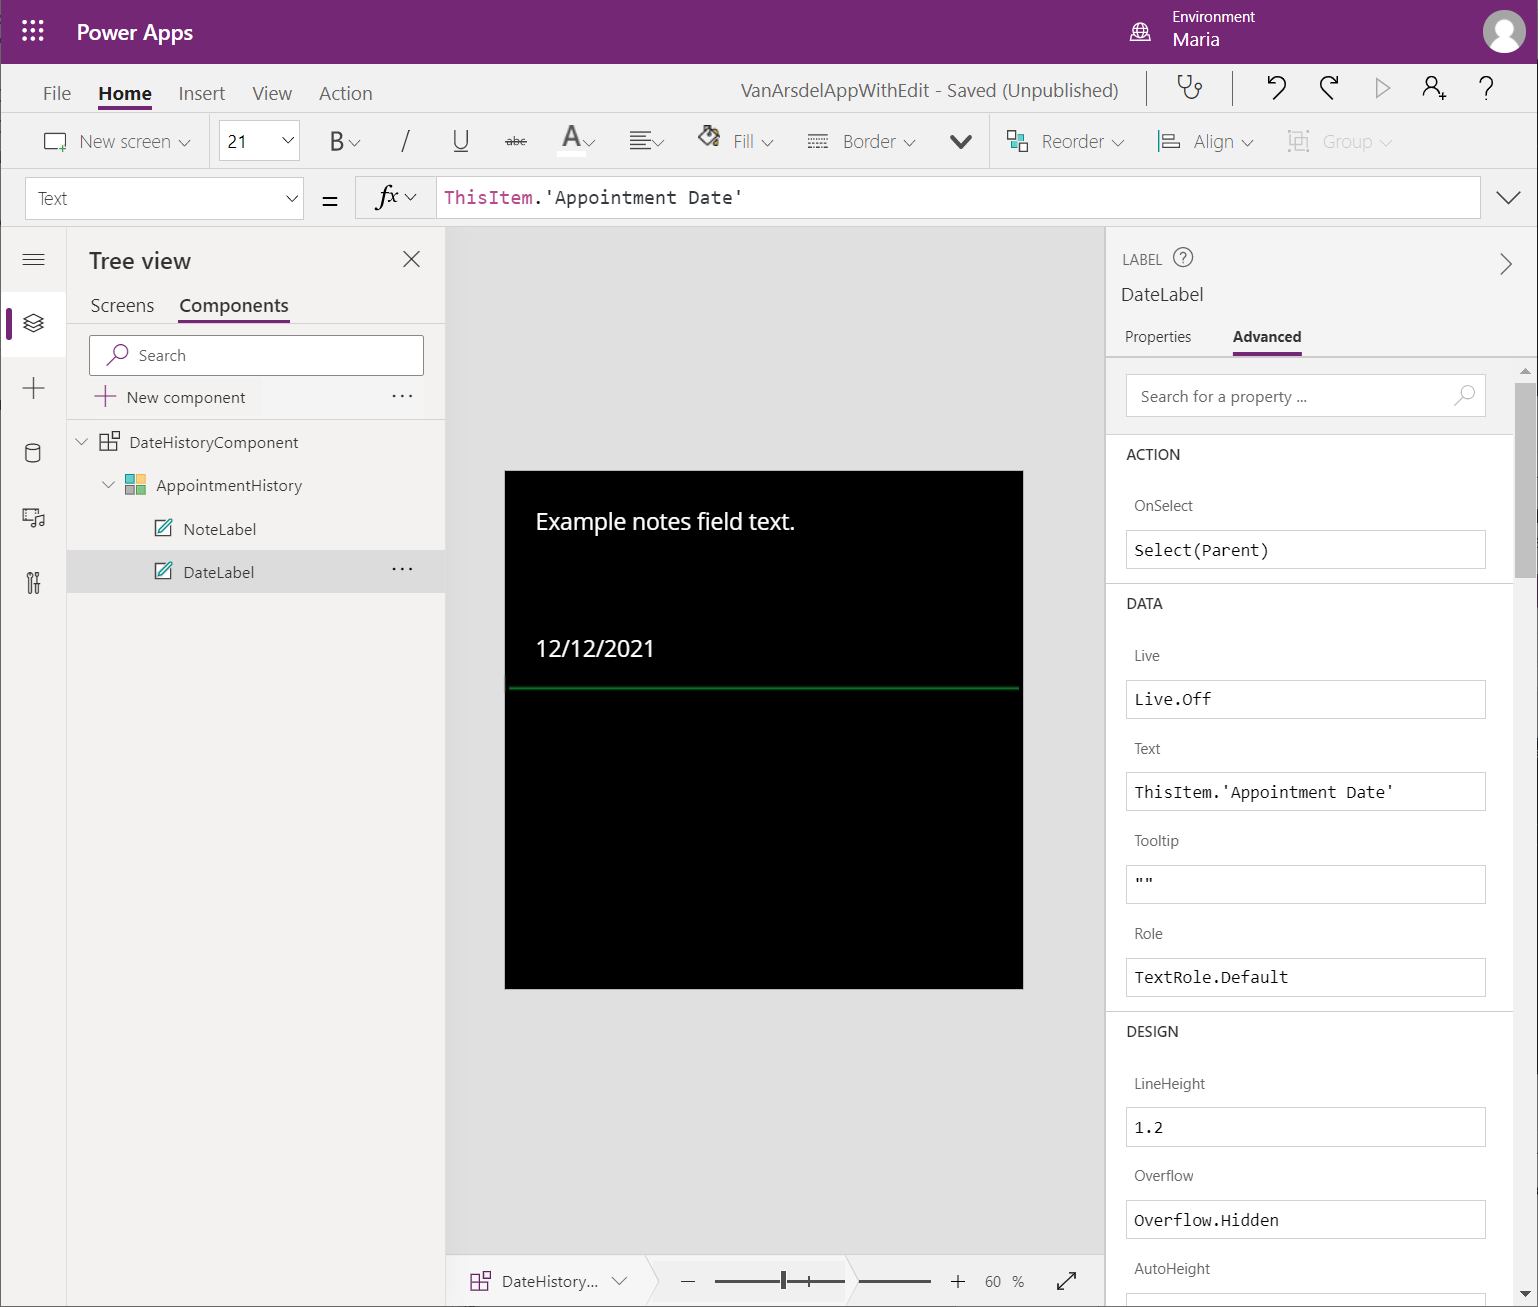 Power Apps
Environment
Maria
File Home Insert View Action
VanArsdelAppWithEdit - Saved (Unpublished)
New screen 21 B / U abc A Fill Border Reorder Align Group
Text = fx ThisItem.'Appointment Date'
Tree view
Screens Components
Search
New component ...
DateHistoryComponent
AppointmentHistory
NoteLabel
DateLabel ...
Example notes field text.
12/12/2021
DateHistory... 60 %
LABEL ?
DateLabel
Properties Advanced
Search for a property ...
ACTION
OnSelect
Select(Parent)
DATA
Live
Live.Off
Text
ThisItem.'Appointment Date'
Tooltip
""
Role
TextRole.Default
DESIGN
LineHeight
1.2
Overflow
Overflow.Hidden
AutoHeight